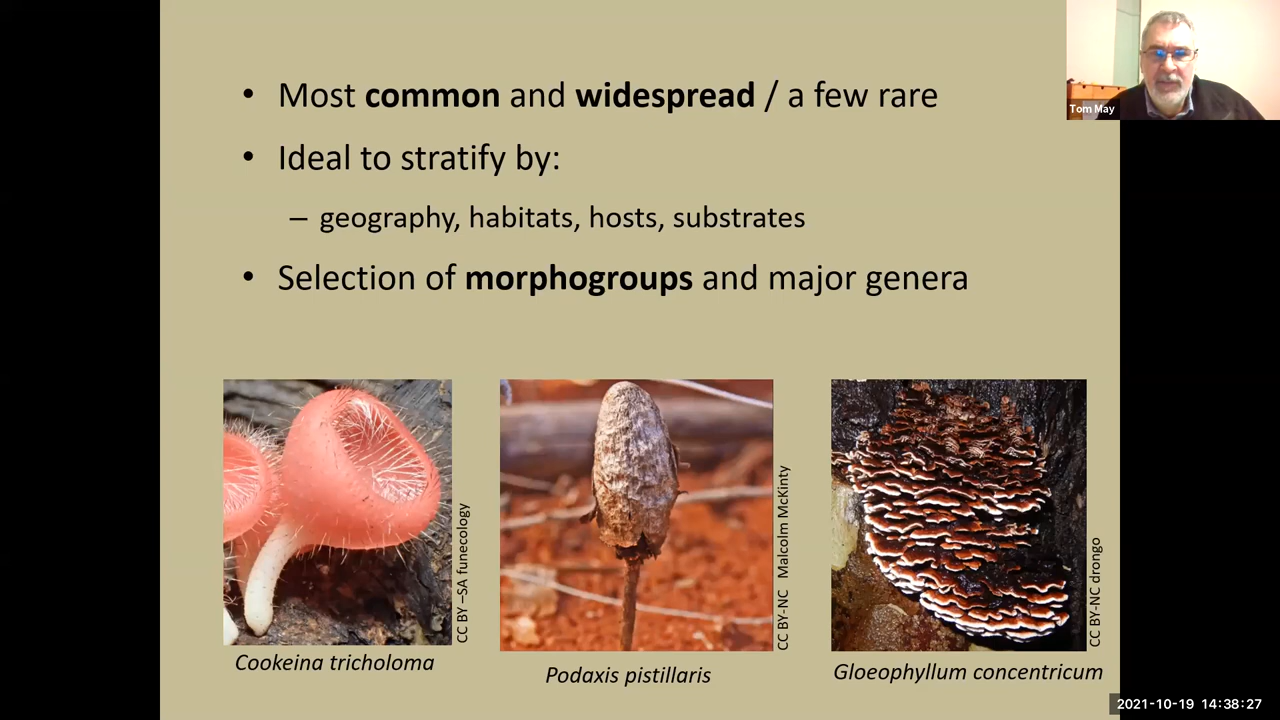 • Most common and widespread / a few rare
Tom May
• Ideal to stratify by:
– geography, habitats, hosts, substrates
• Selection of morphogroups and major genera
CC BY –SA funecology
CC BY-NC Malcolm McKinty
CC BY-NC drongo
Cookeina tricholoma
Podaxis pistillaris
Gloeophyllum concentricum
2021-10-19 14:38:27